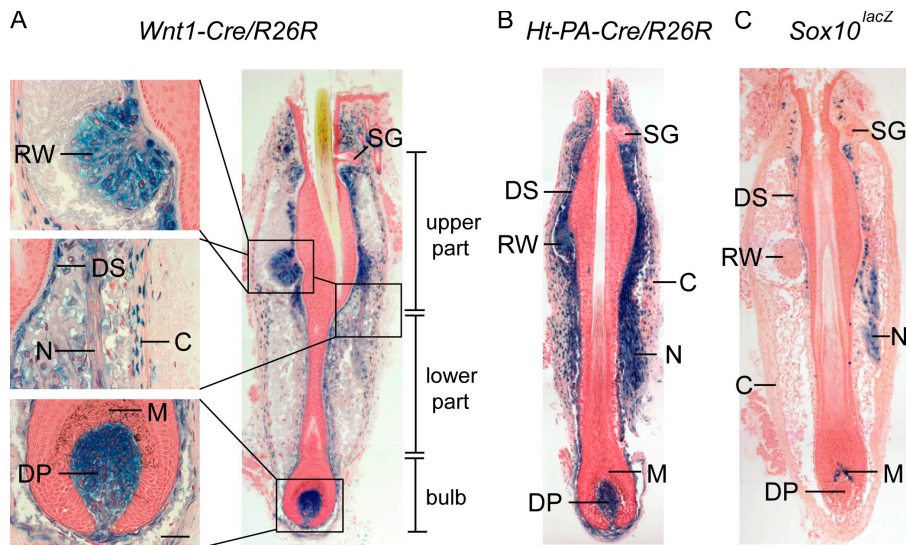 A
Wnt1-Cre/R26R
RW
DS
N
C
M
DP
SG
upper
part
lower
part
bulb
B
Ht-PA-Cre/R26R
SG
DS
RW
C
N
M
DP
C
Sox10lacZ
SG
DS
RW
N
C
M
DP